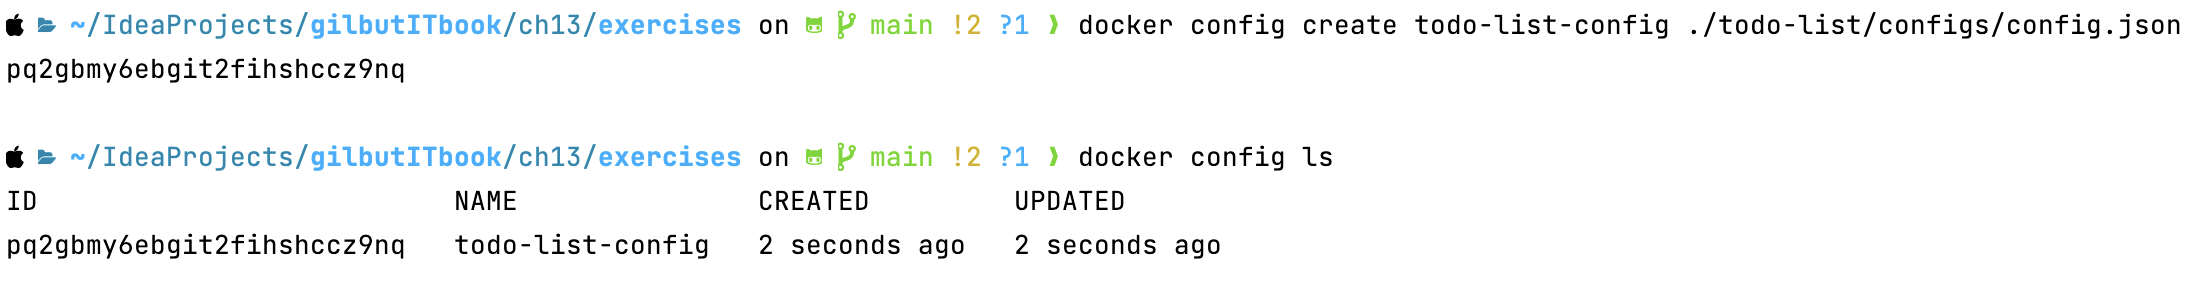 ~/IdeaProjects/gilbutITbook/ch13/exercises on main !2 ?1 ❱ docker config create todo-list-config ./todo-list/configs/config.json
pq2gbmy6ebgit2fihshccz9nq
~/IdeaProjects/gilbutITbook/ch13/exercises on main !2 ?1 ❱ docker config ls
ID NAME CREATED UPDATED
pq2gbmy6ebgit2fihshccz9nq todo-list-config 2 seconds ago 2 seconds ago